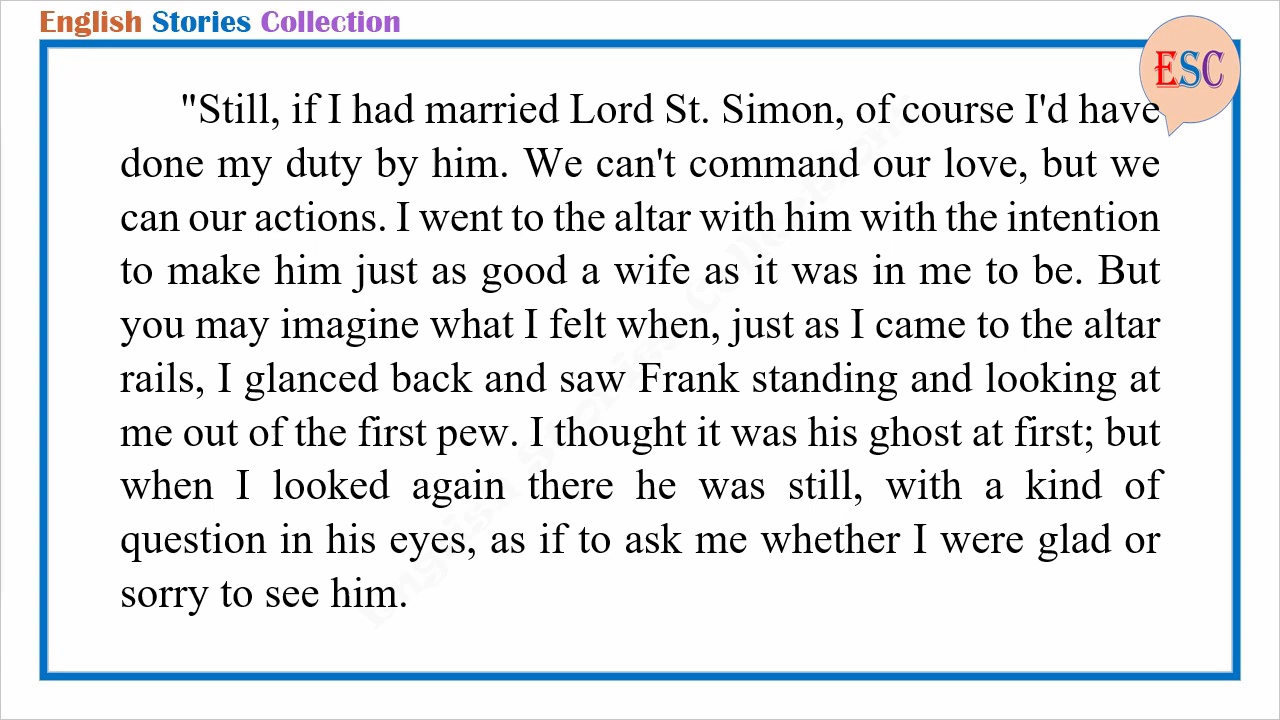 English Stories Collection
ESC
"Still, if I had married Lord St. Simon, of course I'd have
done my duty by him. We can't command our love, but we
can our actions. I went to the altar with him with the intention
to make him just as good a wife as it was in me to be. But
you may imagine what I felt when, just as I came to the altar
rails, I glanced back and saw Frank standing and looking at
me out of the first pew. I thought it was his ghost at first; but
when I looked again there he was still, with a kind of
question in his eyes, as if to ask me whether I were glad or
sorry to see him.